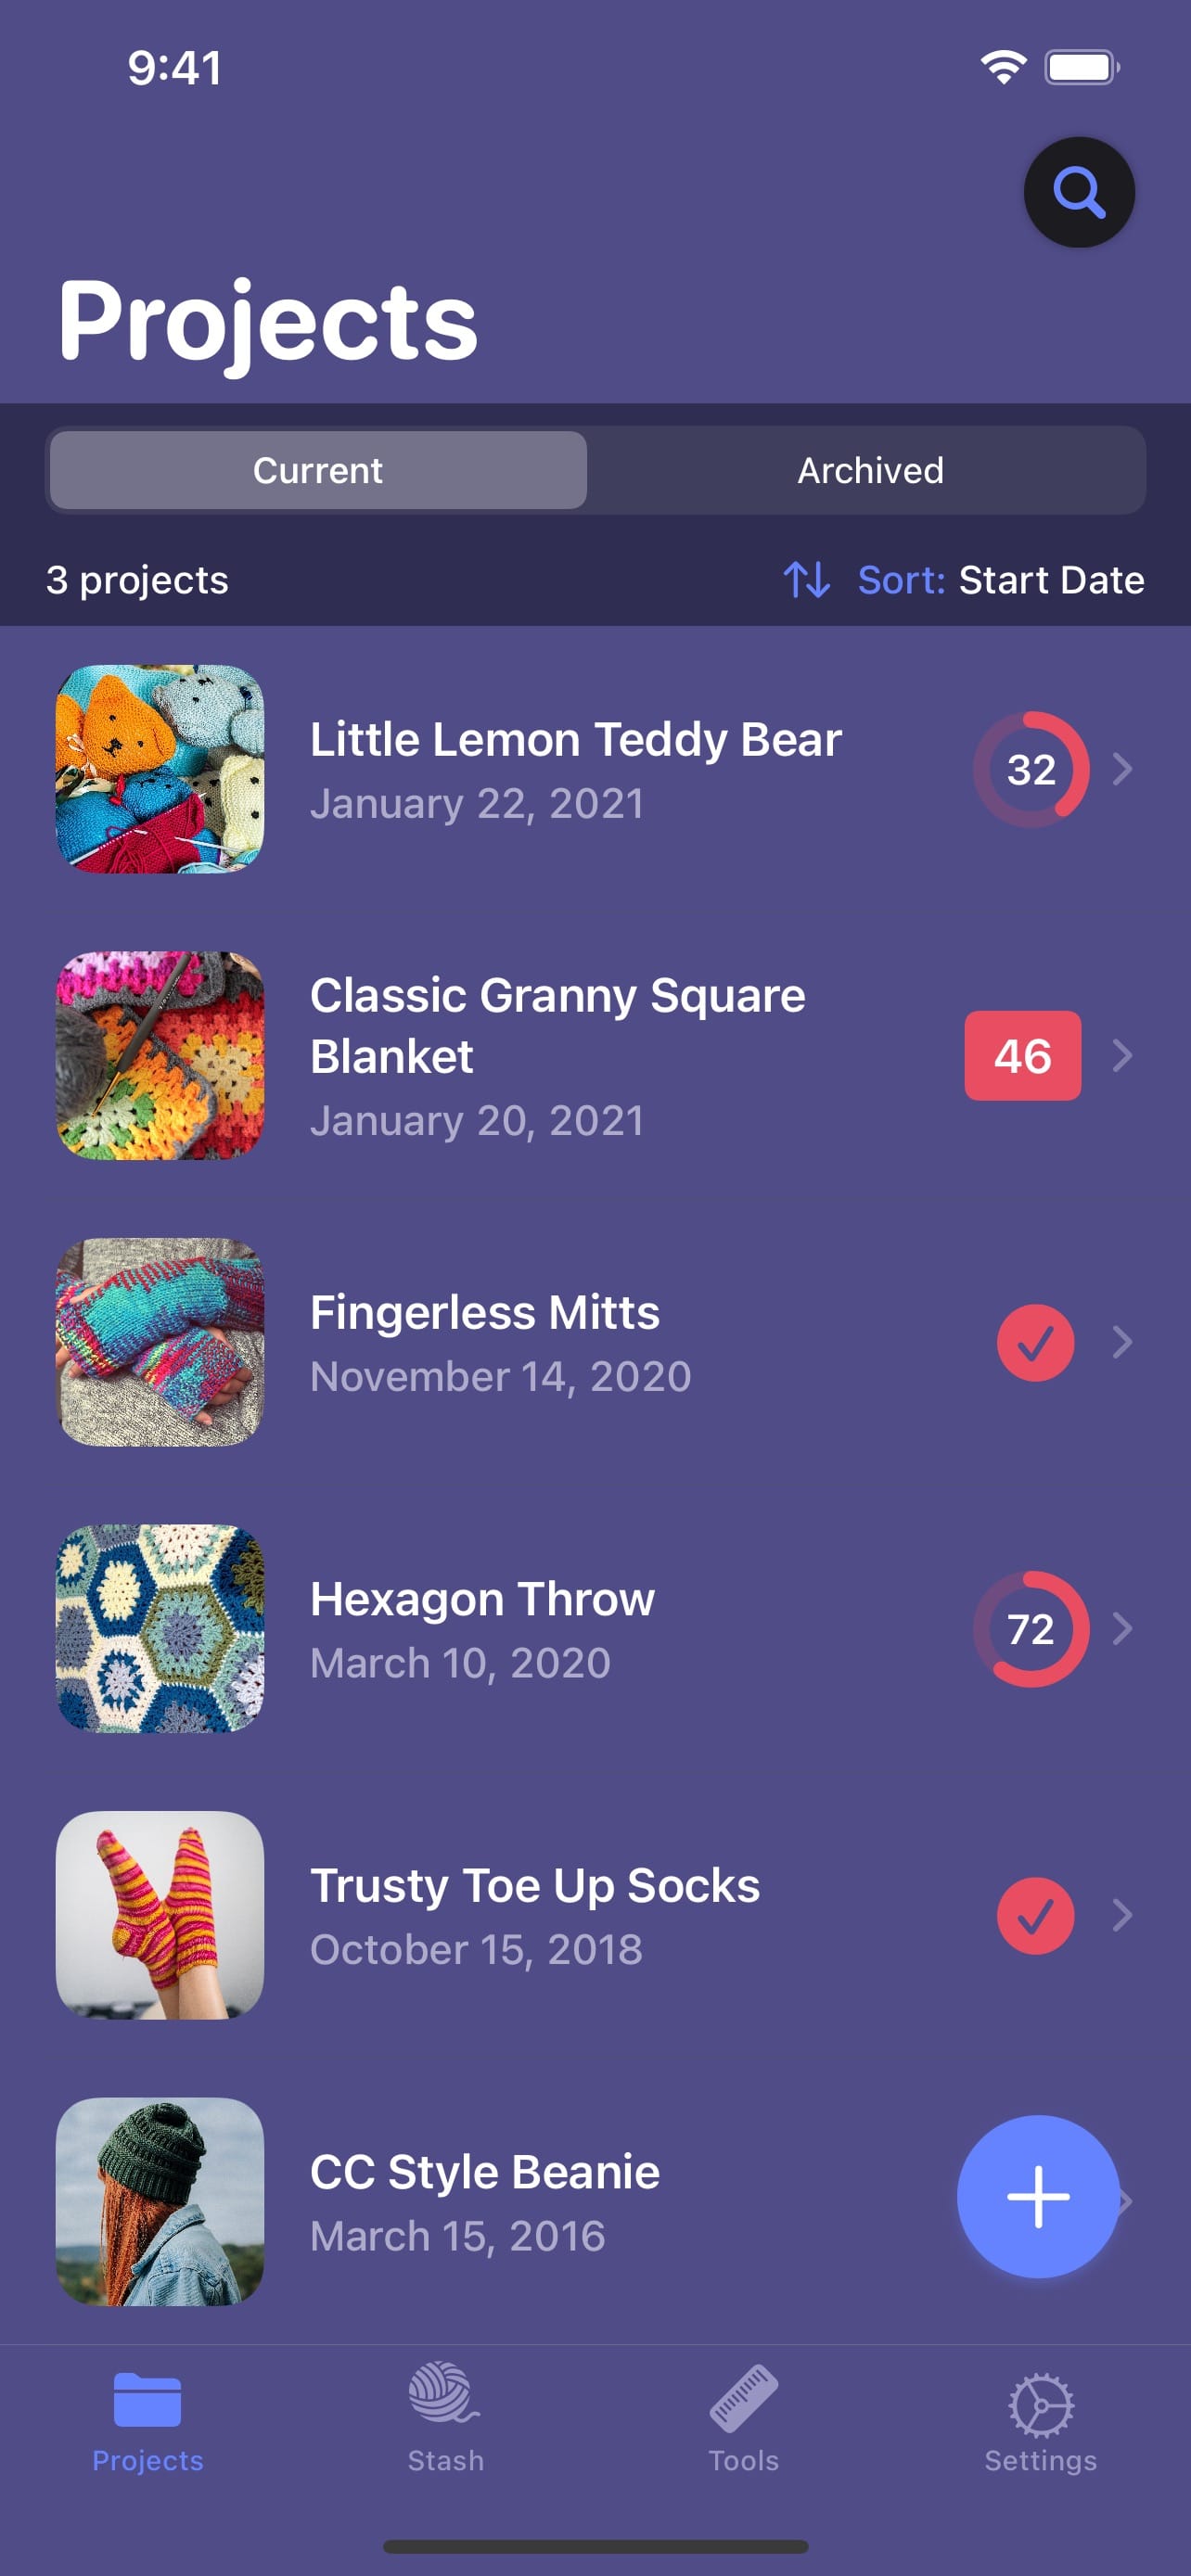 9:41
Projects
Current
Archived
3 projects
Sort: Start Date
Little Lemon Teddy Bear
January 22, 2021
32
Classic Granny Square
Blanket
January 20, 2021
46
Fingerless Mitts
November 14, 2020
Hexagon Throw
March 10, 2020
72
Trusty Toe Up Socks
October 15, 2018
CC Style Beanie
March 15, 2016
Projects
Stash
Tools
Settings